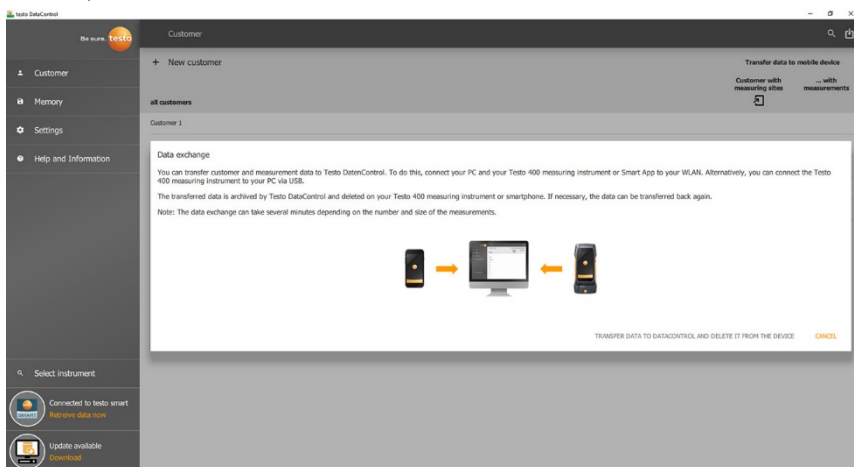 testo DataControl
Be sure. testo
Customer
Customer
Memory
Settings
Help and Information
+ New customer
Transfer data to mobile device
Customer with
measuring sites
... with
measurements
all customers
Customer 1
Data exchange
You can transfer customer and measurement data to Testo DatenControl. To do this, connect your PC and your Testo 400 measuring instrument or Smart App to your WLAN. Alternatively, you can connect the Testo
400 measuring instrument to your PC via USB.
The transferred data is archived by Testo DataControl and deleted on your Testo 400 measuring instrument or smartphone. If necessary, the data can be transferred back again.
Note: The data exchange can take several minutes depending on the number and size of the measurements.
TRANSFER DATA TO DATACONTROL AND DELETE IT FROM THE DEVICE
CANCEL
Select instrument
SMART
Connected to testo smart
Retreive data now
Update available
Download